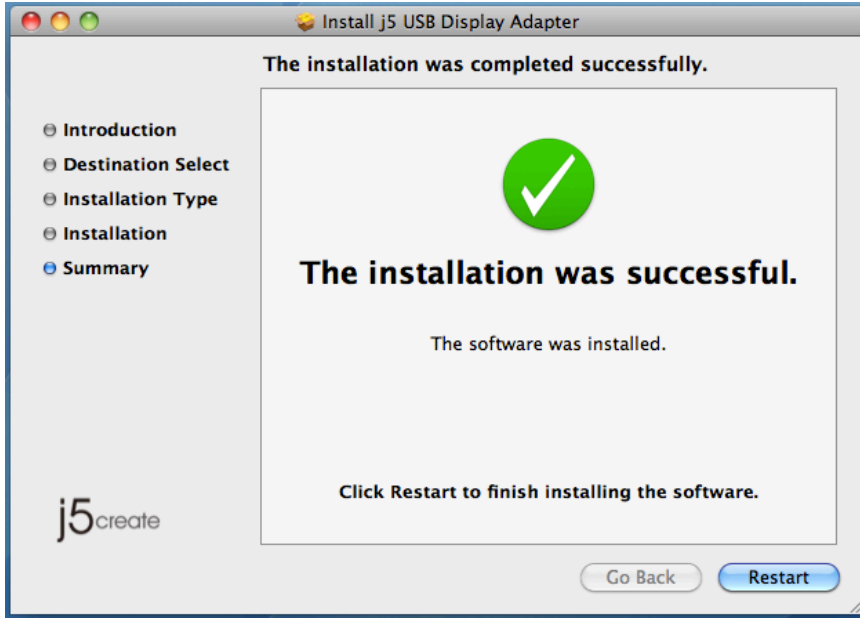 Install j5 USB Display Adapter
The installation was completed successfully.
Introduction
Destination Select
Installation Type
Installation
Summary
The installation was successful.
The software was installed.
Click Restart to finish installing the software.
j5create
Go Back
Restart